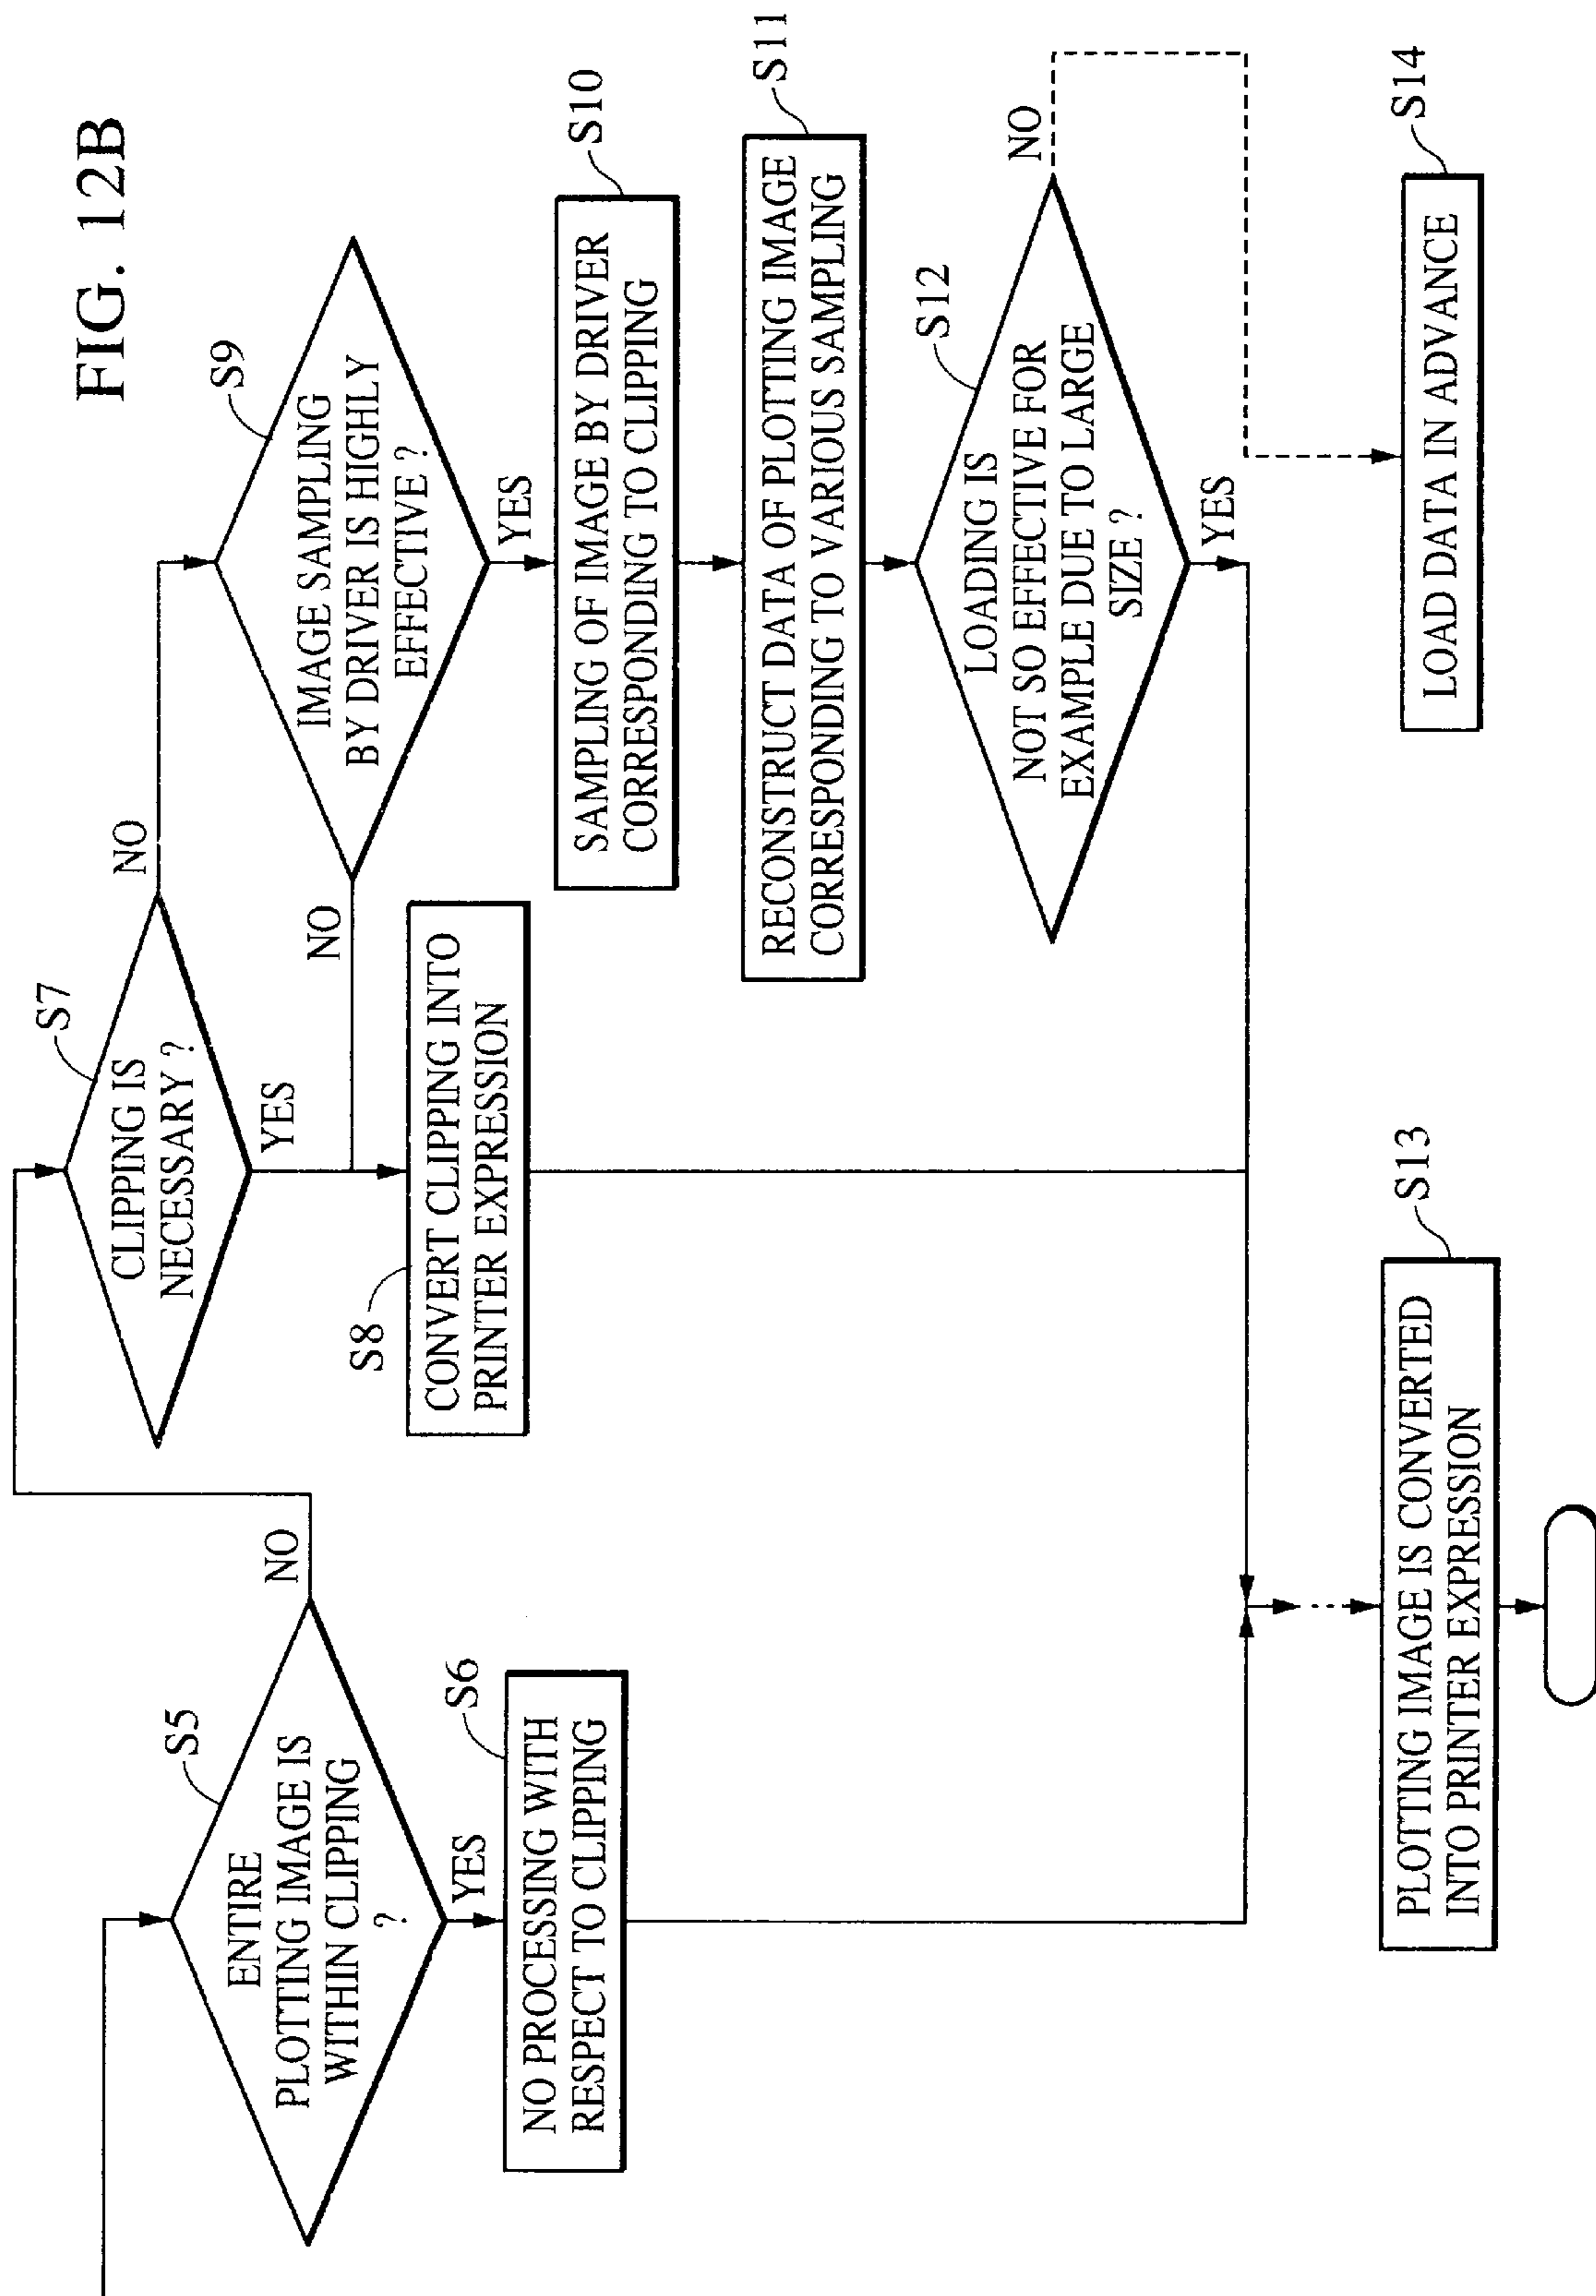 FIG. 12B
S5
ENTIRE
PLOTTING IMAGE IS
WITHIN CLIPPING
?
NO
YES
S6
NO PROCESSING WITH
RESPECT TO CLIPPING
S7
CLIPPING IS
NECESSARY ?
NO
YES
S8
CONVERT CLIPPING INTO
PRINTER EXPRESSION
S9
IMAGE SAMPLING
BY DRIVER IS HIGHLY
EFFECTIVE ?
NO
YES
S10
SAMPLING OF IMAGE BY DRIVER
CORRESPONDING TO CLIPPING
S11
RECONSTRUCT DATA OF PLOTTING IMAGE
CORRESPONDING TO VARIOUS SAMPLING
S12
LOADING IS
NOT SO EFFECTIVE FOR
EXAMPLE DUE TO LARGE
SIZE ?
NO
YES
S13
PLOTTING IMAGE IS CONVERTED
INTO PRINTER EXPRESSION
S14
LOAD DATA IN ADVANCE